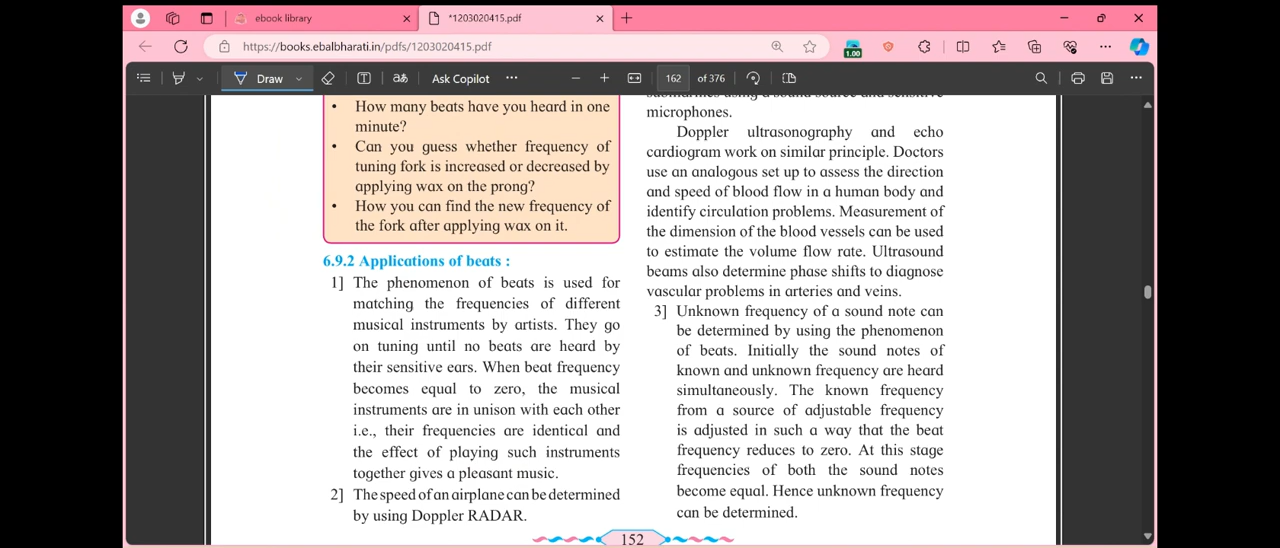 ebook library
*1203020415.pdf
https://books.ebalbharati.in/pdfs/1203020415.pdf
1.00
Draw
Ask Copilot
162 of 376
• How many beats have you heard in one
minute?
• Can you guess whether frequency of
tuning fork is increased or decreased by
applying wax on the prong?
• How you can find the new frequency of
the fork after applying wax on it.
6.9.2 Applications of beats :
1] The phenomenon of beats is used for
matching the frequencies of different
musical instruments by artists. They go
on tuning until no beats are heard by
their sensitive ears. When beat frequency
becomes equal to zero, the musical
instruments are in unison with each other
i.e., their frequencies are identical and
the effect of playing such instruments
together gives a pleasant music.
2] The speed of an airplane can be determined
by using Doppler RADAR.
submarines using a sound source and sensitive
microphones.
Doppler ultrasonography and echo
cardiogram work on similar principle. Doctors
use an analogous set up to assess the direction
and speed of blood flow in a human body and
identify circulation problems. Measurement of
the dimension of the blood vessels can be used
to estimate the volume flow rate. Ultrasound
beams also determine phase shifts to diagnose
vascular problems in arteries and veins.
3] Unknown frequency of a sound note can
be determined by using the phenomenon
of beats. Initially the sound notes of
known and unknown frequency are heard
simultaneously. The known frequency
from a source of adjustable frequency
is adjusted in such a way that the beat
frequency reduces to zero. At this stage
frequencies of both the sound notes
become equal. Hence unknown frequency
can be determined.
152